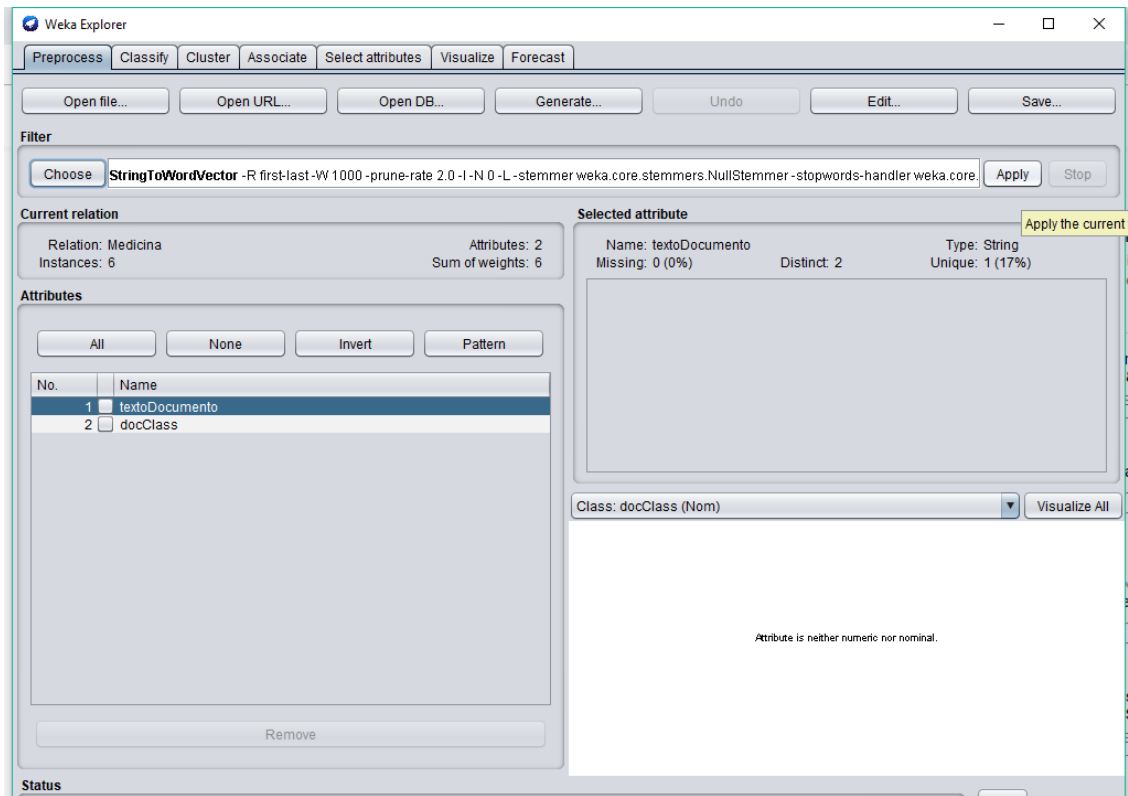 Weka Explorer
Preprocess Classify Cluster Associate Select attributes Visualize Forecast
Open file... Open URL... Open DB... Generate... Undo Edit... Save...
Filter
Choose StringToWordVector -R first-last -W 1000 -prune-rate 2.0 -I -N 0 -L -stemmer weka.core.stemmers.NullStemmer -stopwords-handler weka.core. Apply Stop
Apply the current
Current relation
Relation: Medicina Attributes: 2
Instances: 6 Sum of weights: 6
Selected attribute
Name: textoDocumento Type: String
Missing: 0 (0%) Distinct: 2 Unique: 1 (17%)
Attributes
All None Invert Pattern
No. Name
1 textoDocumento
2 docClass
Remove
Class: docClass (Nom) Visualize All
Attribute is neither numeric nor nominal.
Status